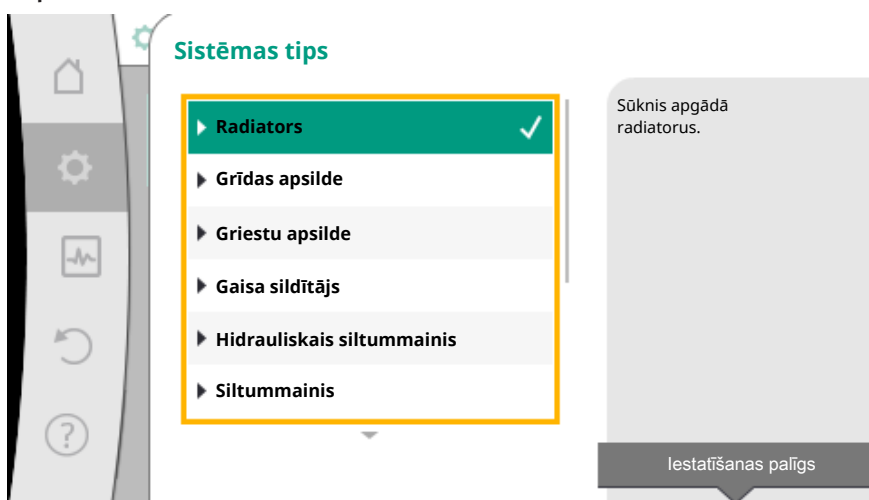 Sistēmas tips
Radiators
Grīdas apsilde
Griestu apsilde
Gaisa sildītājs
Hidrauliskais siltummainis
Siltummainis
Sūknis apgādā
radiatorus.
Iestatīšanas palīgs